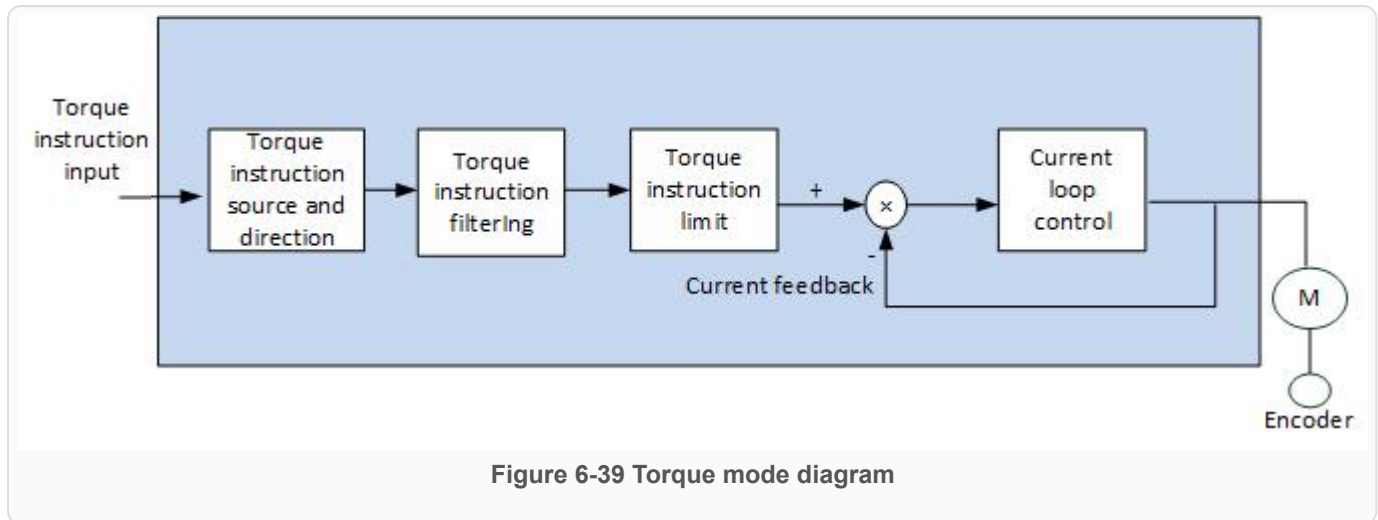 Torque
instruction
input
Torque
instruction
source and
direction
Torque
instruction
filterIng
Torque
instruction
limit
+
×
-
Current feedback
Current
loop
control
M
Encoder
Figure 6-39 Torque mode diagram